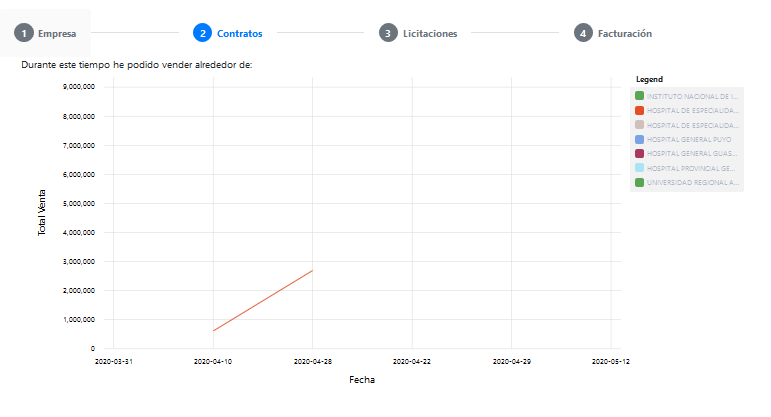 1 Empresa
2 Contratos
3 Licitaciones
4 Facturación
Durante este tiempo he podido vender alrededor de:
Legend
INSTITUTO NACIONAL DE I...
HOSPITAL DE ESPECIALIDA...
HOSPITAL DE ESPECIALIDA...
HOSPITAL GENERAL PUYO
HOSPITAL GENERAL GUAS...
HOSPITAL PROVINCIAL GE...
UNIVERSIDAD REGIONAL A...
Total Venta
9,000,000
8,000,000
7,000,000
6,000,000
5,000,000
4,000,000
3,000,000
2,000,000
1,000,000
0
2020-03-31
2020-04-10
2020-04-28
2020-04-22
2020-04-29
2020-05-12
Fecha